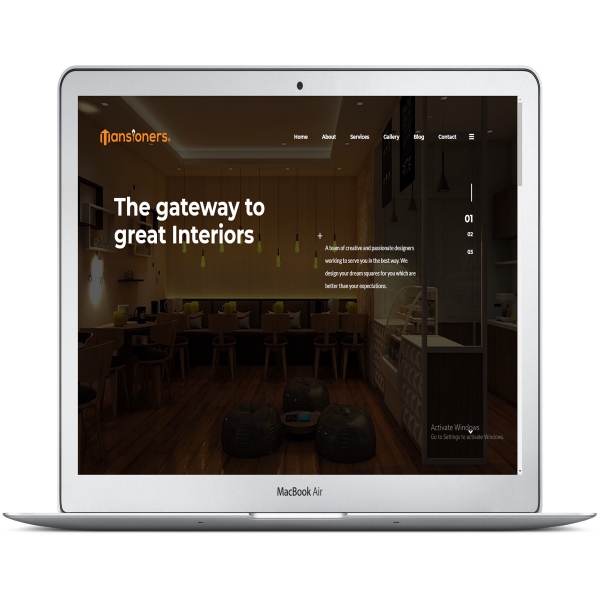 Mansioners.
Home About Services Gallery Blog Contact
The gateway to
great Interiors
01
02
03
A team of creative and passionate designers
working to serve you in the best way. We
design your dream squares for you which are
better than your expectations.
Activate Windows
Go to Settings to activate Windows.
MacBook Air